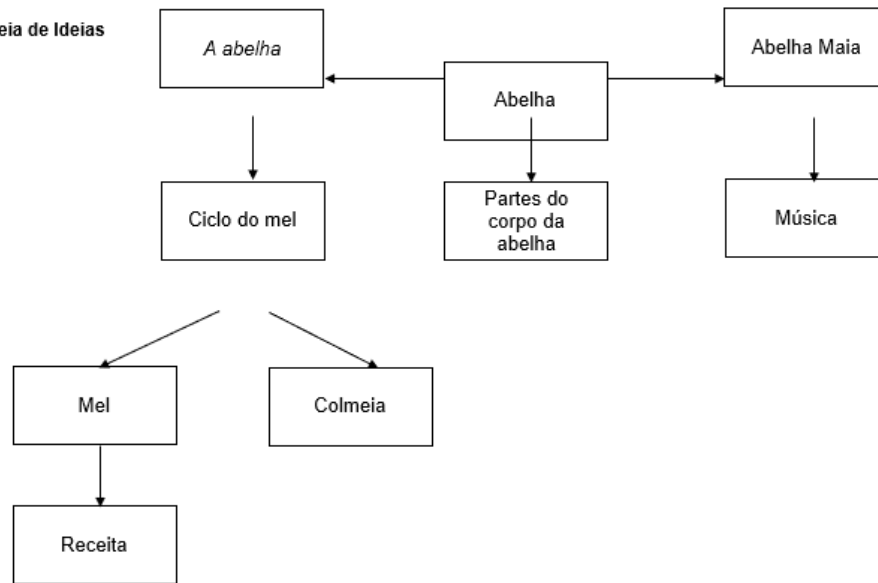 eia de Ideias
A abelha
Abelha
Abelha Maia
Ciclo do mel
Partes do
corpo da
abelha
Música
Mel
Colmeia
Receita